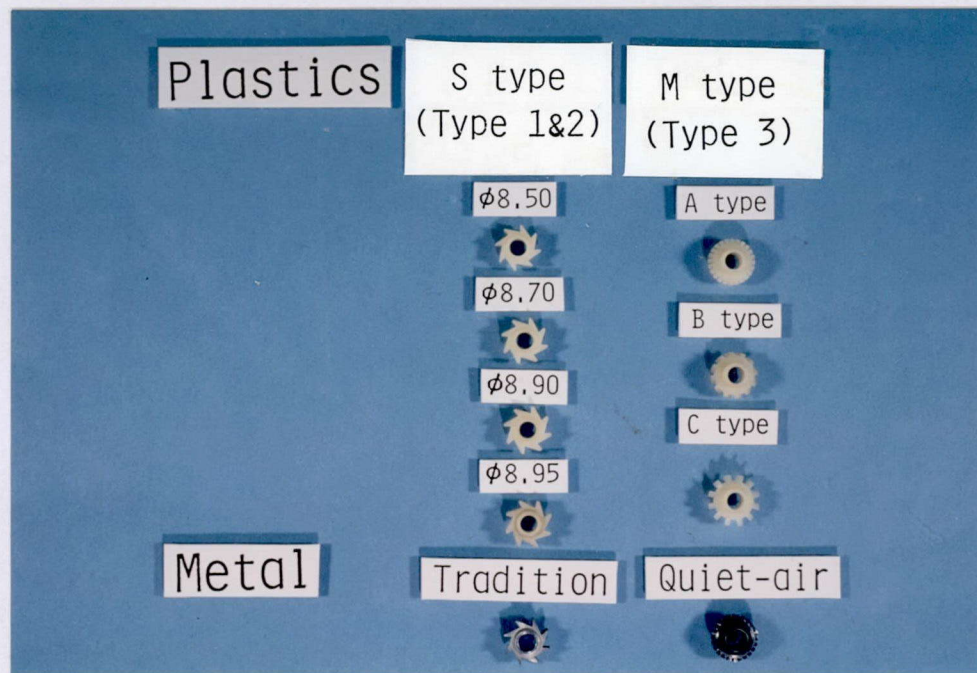 Plastics
S type
(Type 1&2)
M type
(Type 3)
φ8.50
A type
φ8.70
B type
φ8.90
C type
φ8.95
Metal
Tradition
Quiet-air